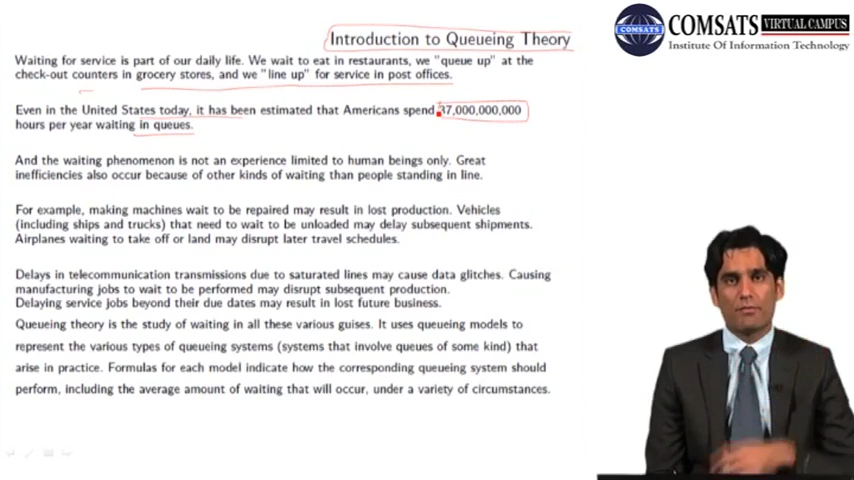 COMSATS VIRTUAL CAMPUS
COMSATS
Institute Of Information Technology
Introduction to Queueing Theory
Waiting for service is part of our daily life. We wait to eat in restaurants, we "queue up" at the
check-out counters in grocery stores, and we "line up" for service in post offices.
Even in the United States today, it has been estimated that Americans spend 37,000,000,000
hours per year waiting in queues.
And the waiting phenomenon is not an experience limited to human beings only. Great
inefficiencies also occur because of other kinds of waiting than people standing in line.
For example, making machines wait to be repaired may result in lost production. Vehicles
(including ships and trucks) that need to wait to be unloaded may delay subsequent shipments.
Airplanes waiting to take off or land may disrupt later travel schedules.
Delays in telecommunication transmissions due to saturated lines may cause data glitches. Causing
manufacturing jobs to wait to be performed may disrupt subsequent production.
Delaying service jobs beyond their due dates may result in lost future business.
Queueing theory is the study of waiting in all these various guises. It uses queueing models to
represent the various types of queueing systems (systems that involve queues of some kind) that
arise in practice. Formulas for each model indicate how the corresponding queueing system should
perform, including the average amount of waiting that will occur, under a variety of circumstances.